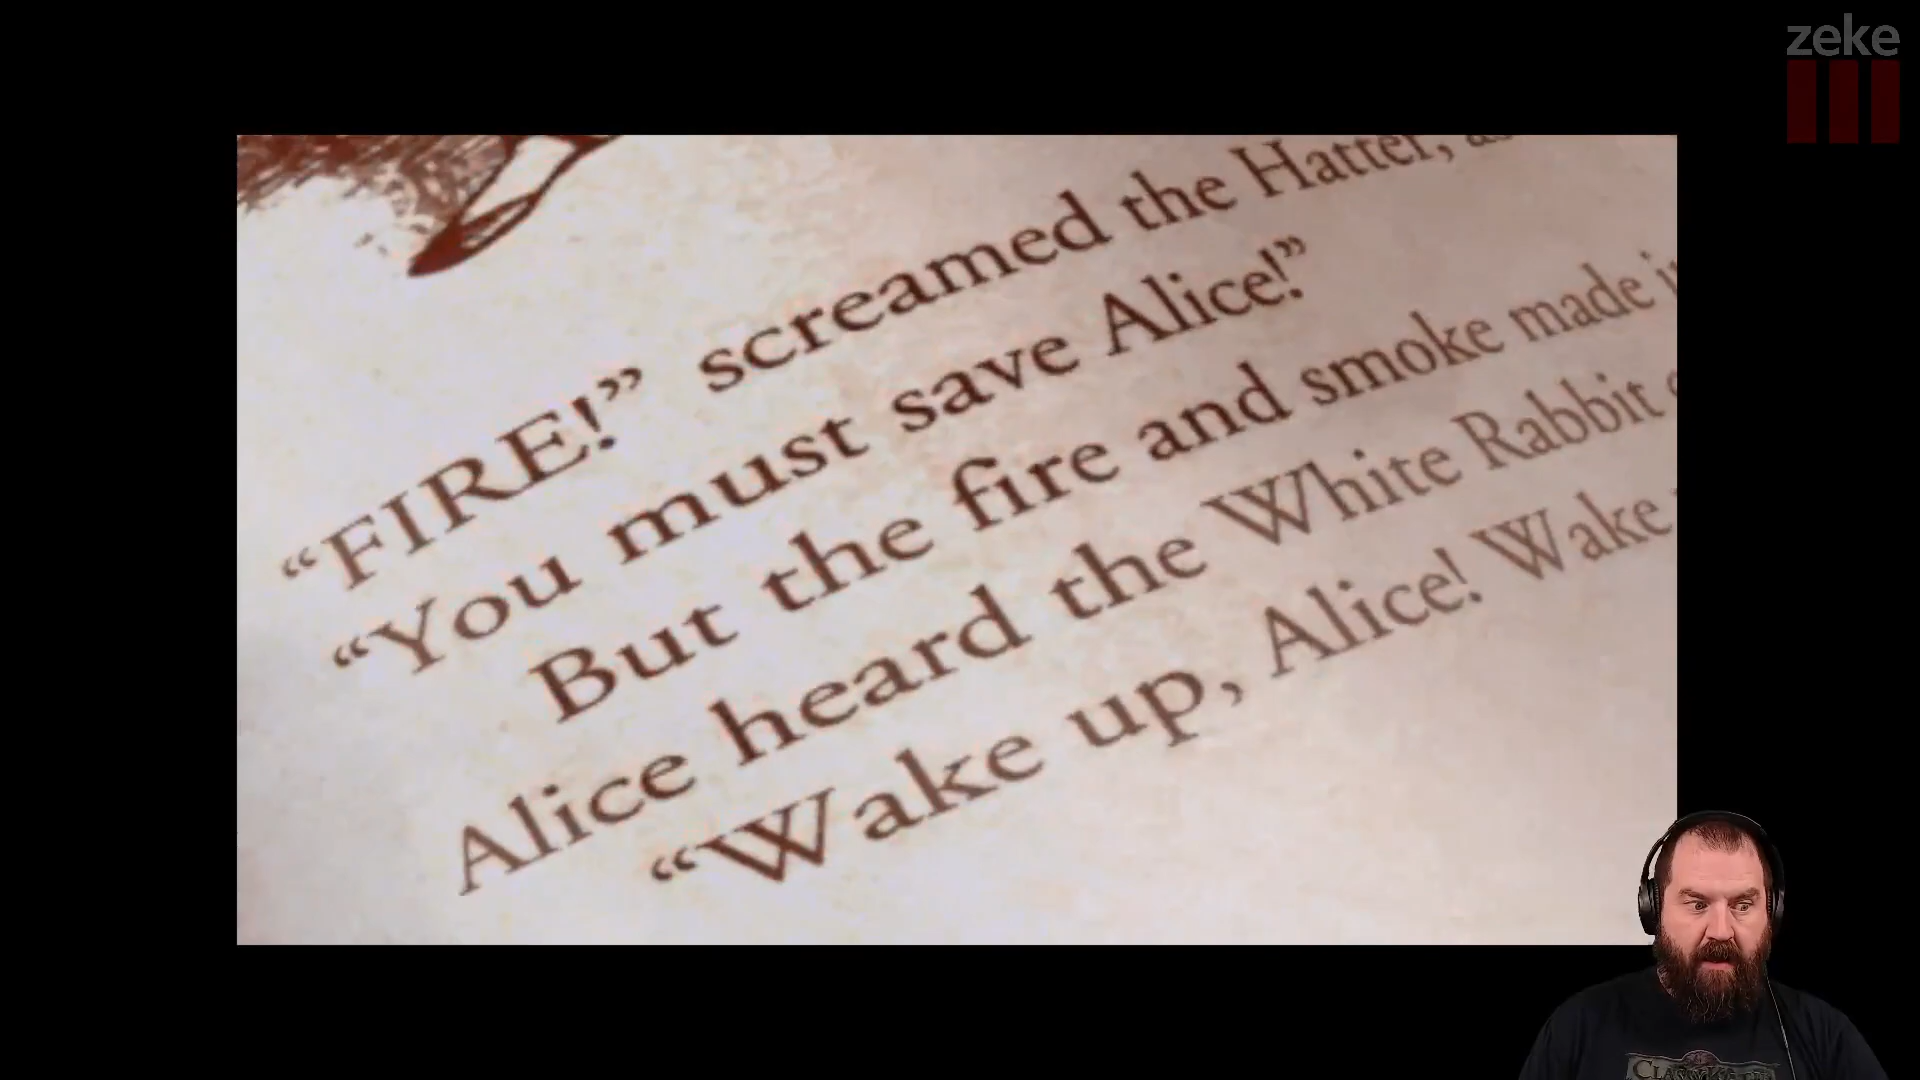 zeke
III
“FIRE!” screamed the Hatter,
“You must save Alice!”
But the fire and smoke made
Alice heard the White Rabbit
“Wake up, Alice! Wake